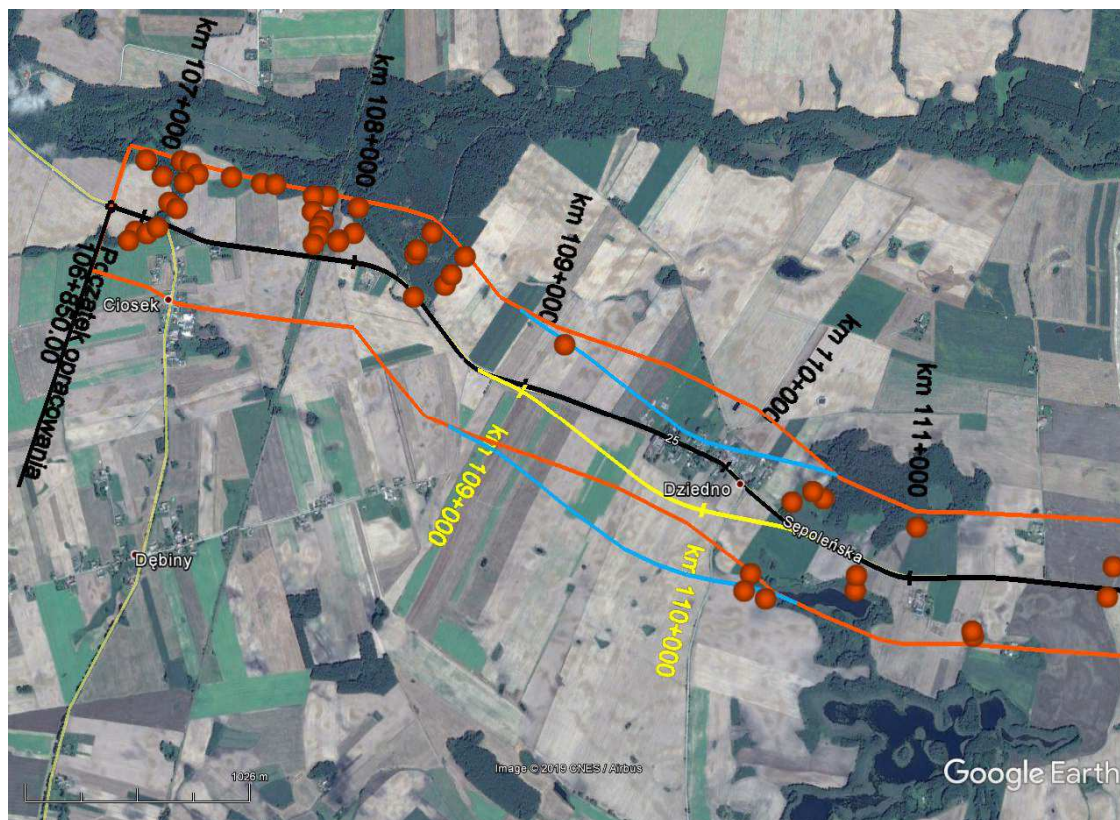 km 107+000
km 108+000
km 109+000
km 110+000
km 111+000
Początek opracowania
106+850.00
Ciosek
25
Dziedno
Sępoleńska
km 109+000
km 110+000
Dębiny
1026 m
Image © 2019 CNES / Airbus
Google Earth